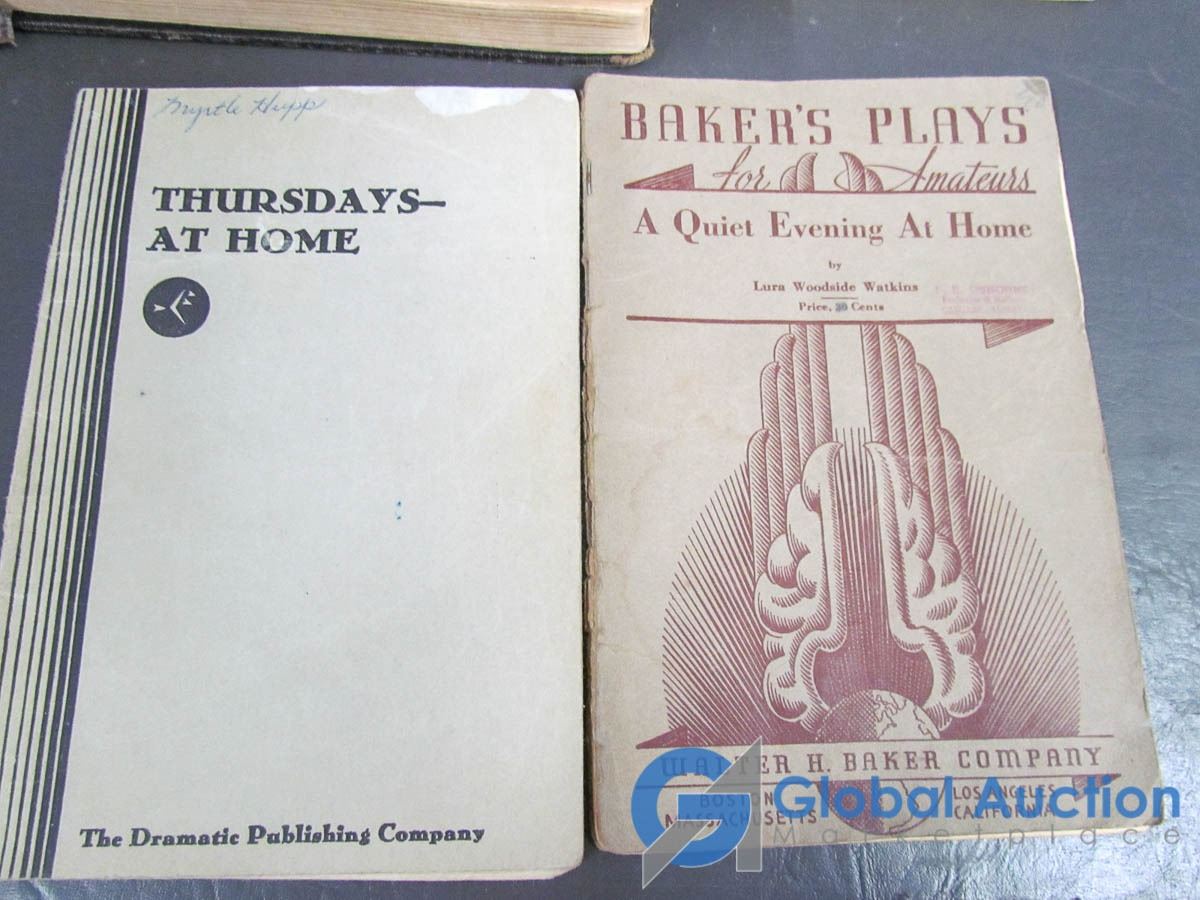 Myrtle Hupp
THURSDAYS—
AT HOME
The Dramatic Publishing Company
BAKER'S PLAYS
for Amateurs
A Quiet Evening At Home
by
Lura Woodside Watkins
Price, 30 Cents
WALTER H. BAKER COMPANY
BOSTON
MASSACHUSETTS
LOS ANGELES
CALIFORNIA
Global Auction
Marketplace